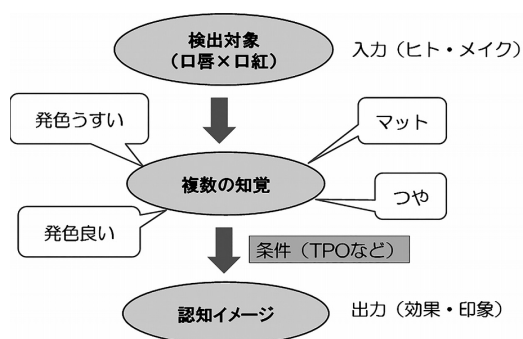 検出対象
（口唇×口紅）
入力（ヒト・メイク）
発色うすい
マット
複数の知覚
つや
発色良い
条件（TPOなど）
認知イメージ
出力（効果・印象）